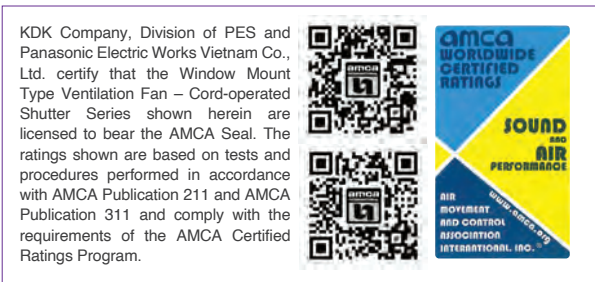 KDK Company, Division of PES and
Panasonic Electric Works Vietnam Co.,
Ltd. certify that the Window Mount
Type Ventilation Fan – Cord-operated
Shutter Series shown herein are
licensed to bear the AMCA Seal. The
ratings shown are based on tests and
procedures performed in accordance
with AMCA Publication 211 and AMCA
Publication 311 and comply with the
requirements of the AMCA Certified
Ratings Program.
amca
amca
amca
WORLDWIDE
CERTIFIED
RATINGS
SOUND
AND
AIR
PERFORMANCE
AIR
MOVEMENT
AND CONTROL
ASSOCIATION
INTERNATIONAL, INC.®
www.amca.org